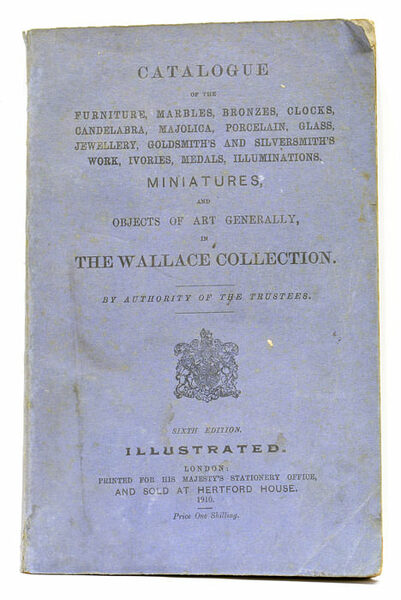 CATALOGUE
OF THE
FURNITURE, MARBLES, BRONZES, CLOCKS,
CANDELABRA, MAJOLICA, PORCELAIN, GLASS,
JEWELLERY, GOLDSMITH'S AND SILVERSMITH'S
WORK, IVORIES, MEDALS, ILLUMINATIONS.
MINIATURES,
AND
OBJECTS OF ART GENERALLY,
IN
THE WALLACE COLLECTION.
BY AUTHORITY OF THE TRUSTEES.
SIXTH EDITION.
ILLUSTRATED.
LONDON:
PRINTED FOR HIS MAJESTY'S STATIONERY OFFICE,
AND SOLD AT HERTFORD HOUSE.
1910.
Price One Shilling.